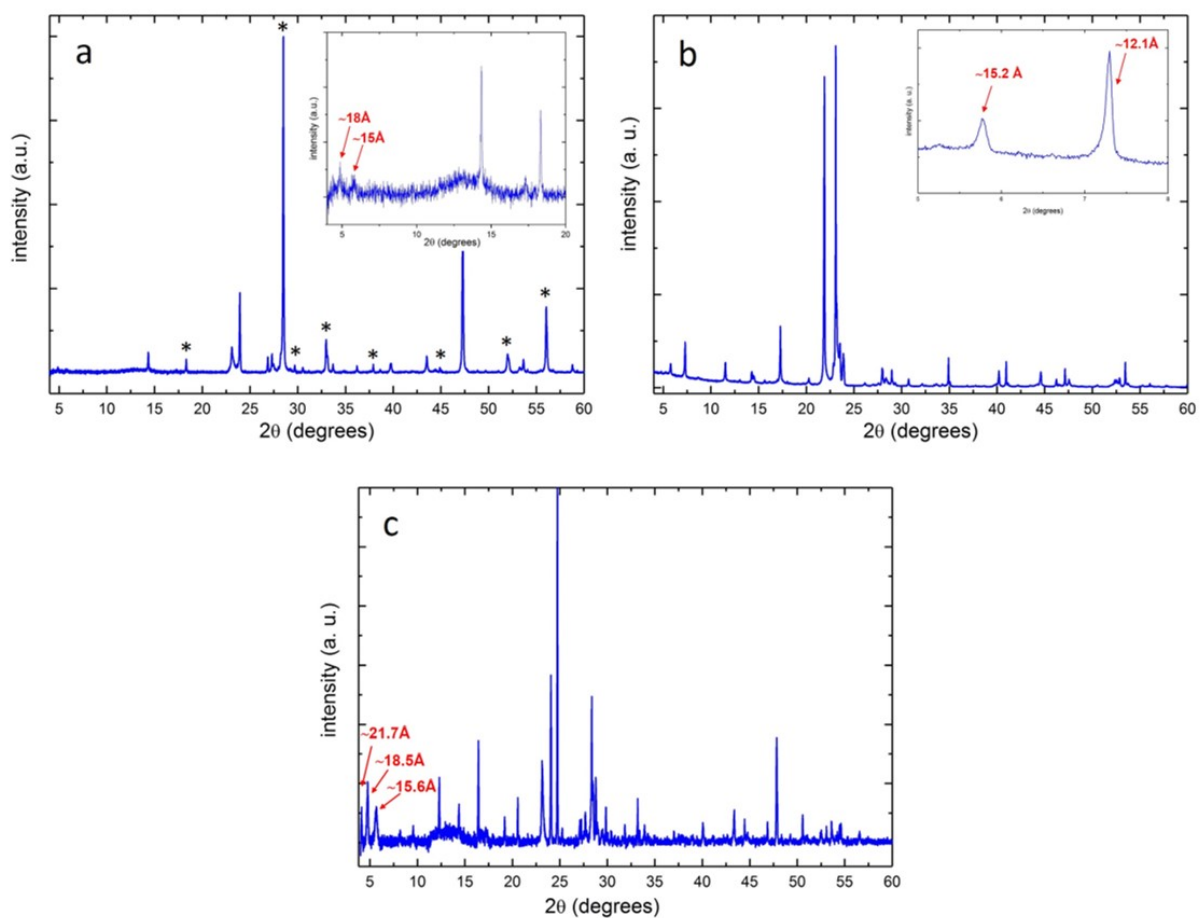 a
*
*
*
*
*
*
*
*
intensity (a.u.)
5 10 15 20 25 30 35 40 45 50 55 60
2θ (degrees)
~18Å
~15Å
intensity (a.u.)
5 10 15 20
2θ (degrees)
b
intensity (a. u.)
5 10 15 20 25 30 35 40 45 50 55 60
2θ (degrees)
~15.2 Å
~12.1Å
intensity (a.u.)
5 6 7 8
2θ (degrees)
c
~21.7Å
~18.5Å
~15.6Å
intensity (a. u.)
5 10 15 20 25 30 35 40 45 50 55 60
2θ (degrees)